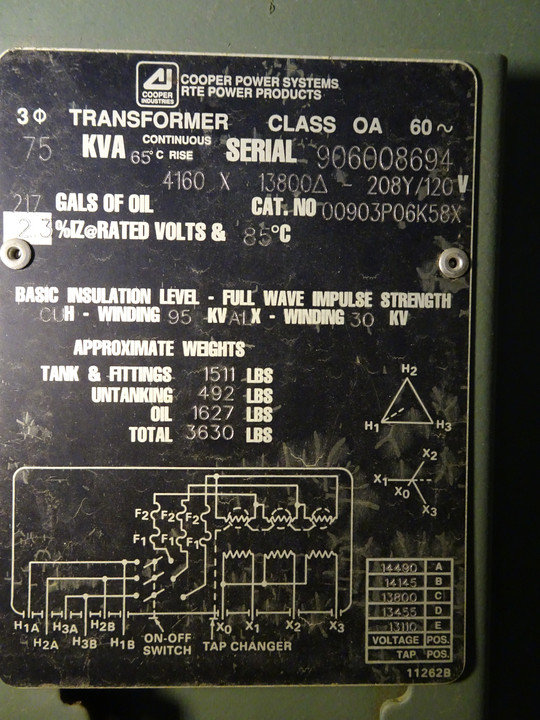 COOPER INDUSTRIES
COOPER POWER SYSTEMS
RTE POWER PRODUCTS
3Φ TRANSFORMER CLASS OA 60~
75 KVA CONTINUOUS 65°C RISE SERIAL 906008694
4160 X 13800Δ - 208Y/120 V
217 GALS OF OIL CAT. NO 00903P06K58X
2.3 %IZ@RATED VOLTS & 85°C
BASIC INSULATION LEVEL - FULL WAVE IMPULSE STRENGTH
CU H - WINDING 95 KV AL X - WINDING 30 KV
APPROXIMATE WEIGHTS
TANK & FITTINGS 1511 LBS
UNTANKING 492 LBS
OIL 1627 LBS
TOTAL 3630 LBS
H2
H1 H3
X2
X1 X0
X3
F2 F2 F2
F1 F1 F1
H1A H3A H2B X0 X1 X2 X3
H2A H3B H1B
ON-OFF SWITCH
TAP CHANGER
14490 A
14145 B
13800 C
13455 D
13110 E
VOLTAGE POS.
TAP POS.
11262B